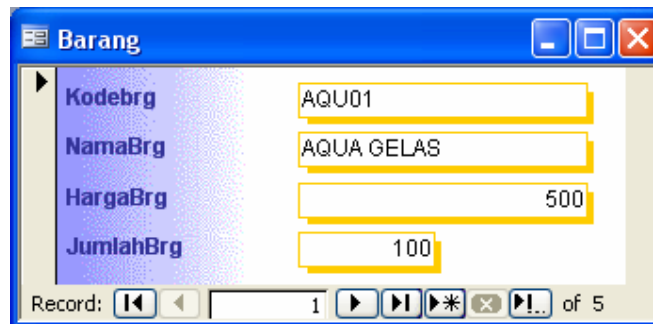 Barang
Kodebrg AQU01
NamaBrg AQUA GELAS
HargaBrg 500
JumlahBrg 100
Record: 1 of 5